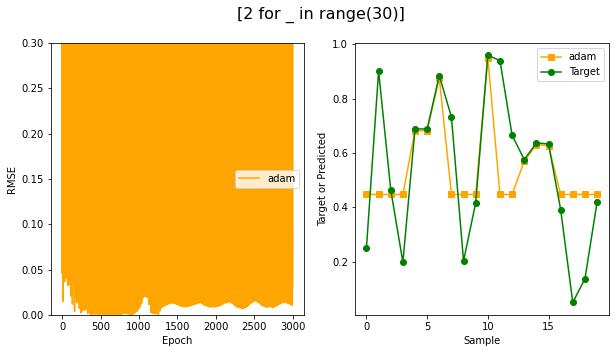 [2 for _ in range(30)]
0.30
0.25
0.20
0.15
0.10
0.05
0.00
RMSE
adam
0
500
1000
1500
2000
2500
3000
Epoch
1.0
0.8
0.6
0.4
0.2
Target or Predicted
adam
Target
0
5
10
15
Sample